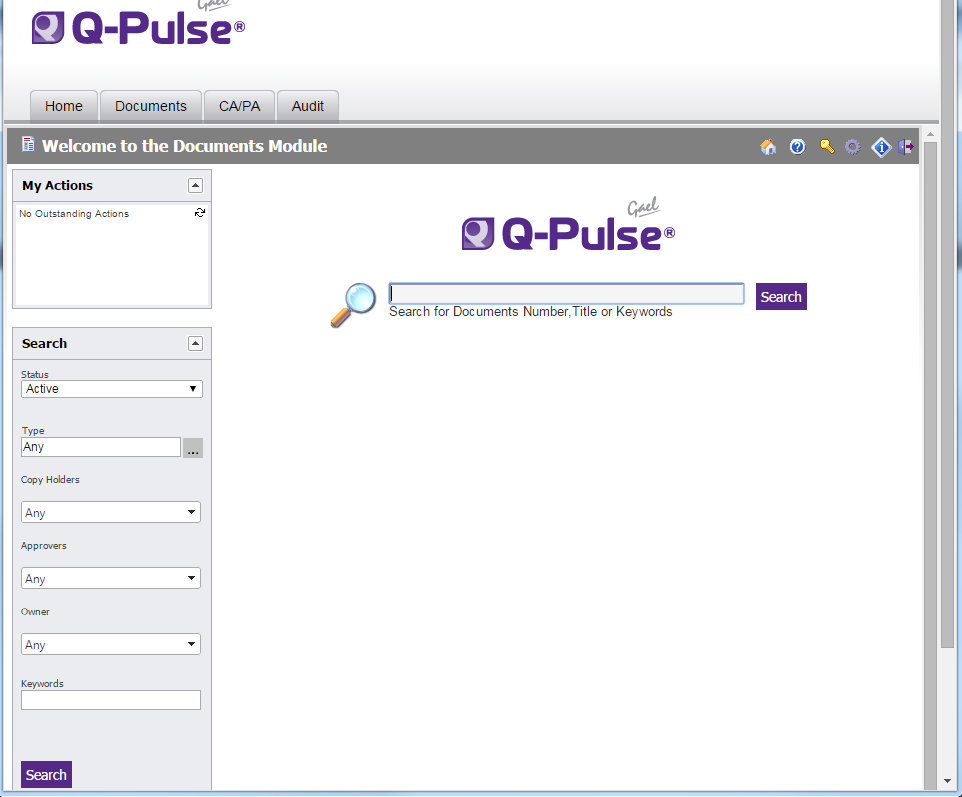 Gael
Q-Pulse®
Home
Documents
CA/PA
Audit
Welcome to the Documents Module
My Actions
No Outstanding Actions
Gael
Q-Pulse®
Search
Search for Documents Number,Title or Keywords
Search
Status
Active
Type
Any
...
Copy Holders
Any
Approvers
Any
Owner
Any
Keywords
Search